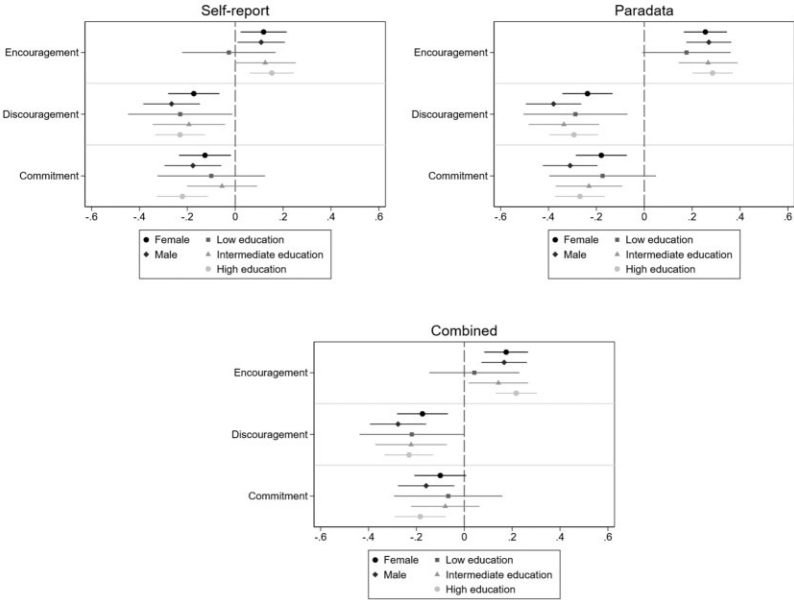 Self-report
Encouragement
Discouragement
Commitment
-.6 -.4 -.2 0 .2 .4 .6
Female Low education
Male Intermediate education
High education
Paradata
Encouragement
Discouragement
Commitment
-.6 -.4 -.2 0 .2 .4 .6
Female Low education
Male Intermediate education
High education
Combined
Encouragement
Discouragement
Commitment
-.6 -.4 -.2 0 .2 .4 .6
Female Low education
Male Intermediate education
High education